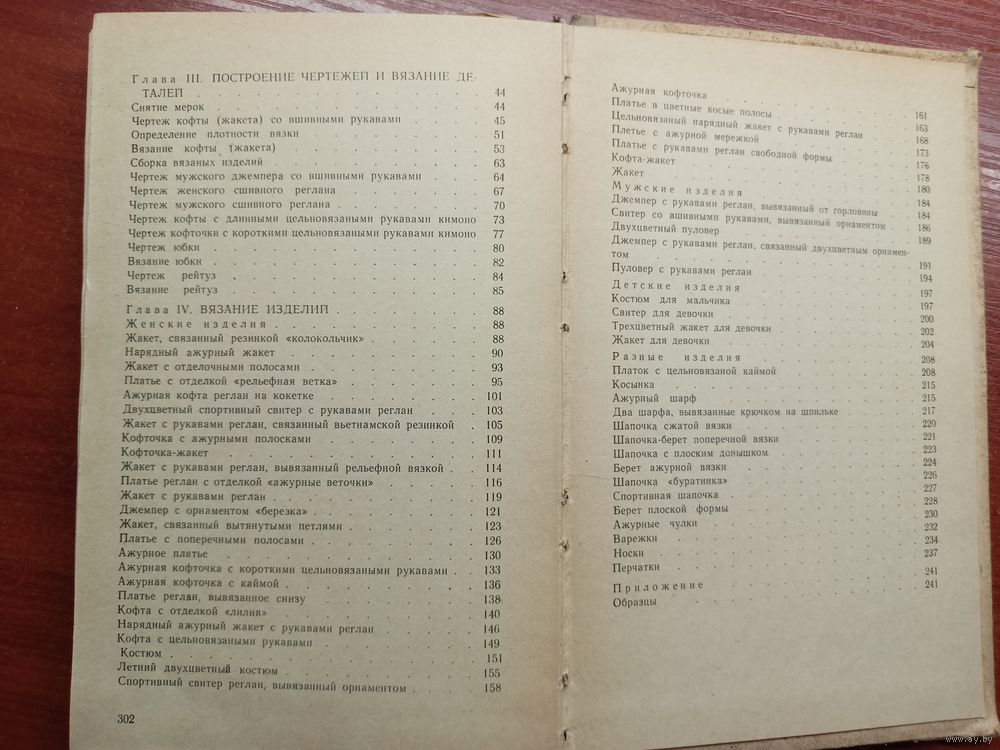 Глава III. ПОСТРОЕНИЕ ЧЕРТЕЖЕЙ И ВЯЗАНИЕ ДЕ-
ТАЛЕЙ . . . . . 44
Снятие мерок . . . . . 44
Чертеж кофты (жакета) со вшивными рукавами . . . 45
Определение плотности вязки . . . . . 51
Вязание кофты (жакета) . . . . . 53
Сборка вязаных изделий . . . . . 63
Чертеж мужского джемпера со вшивными рукавами . . 64
Чертеж женского сшивного реглана . . . . . 67
Чертеж мужского сшивного реглана . . . . . 70
Чертеж кофты с длинными цельновязаными рукавами кимоно 73
Чертеж кофточки с короткими цельновязаными рукавами кимоно 77
Чертеж юбки . . . . . 80
Вязание юбки . . . . . 82
Чертеж рейтуз . . . . . 84
Вязание рейтуз . . . . . 85
Глава IV. ВЯЗАНИЕ ИЗДЕЛИЙ . . . . . 88
Женские изделия . . . . . 88
Жакет, связанный резинкой «колокольчик» . . . . 88
Нарядный ажурный жакет . . . . . 90
Жакет с отделочными полосами . . . . . 93
Платье с отделкой «рельефная ветка» . . . . . 95
Ажурная кофта реглан на кокетке . . . . . 101
Двухцветный спортивный свитер с рукавами реглан . . . 103
Жакет с рукавами реглан, связанный вьетнамской резинкой . 105
Кофточка с ажурными полосками . . . . . 109
Кофточка-жакет . . . . . 111
Жакет с рукавами реглан, вывязанный рельефной вязкой . . 114
Платье реглан с отделкой «ажурные веточки» . . . . 116
Жакет с рукавами реглан . . . . . 119
Джемпер с орнаментом «березка» . . . . . 121
Жакет, связанный вытянутыми петлями . . . . . 123
Платье с поперечными полосами . . . . . 126
Ажурное платье . . . . . 130
Ажурная кофточка с короткими цельновязаными рукавами . . 133
Ажурная кофточка с каймой . . . . . 136
Платье реглан, вывязанное снизу . . . . . 138
Кофта с отделкой «лилия» . . . . . 140
Нарядный ажурный жакет с рукавами реглан . . . . 146
Кофта с цельновязаными рукавами . . . . . 149
Костюм . . . . . 151
Летний двухцветный костюм . . . . . 155
Спортивный свитер реглан, вывязанный орнаментом . . . . 158
302
Ажурная кофточка . . . . . 161
Платье в цветные косые полосы . . . . . 163
Цельновязаный нарядный жакет с рукавами реглан . . 168
Плетье с ажурной мережкой . . . . . 173
Платье с рукавами реглан свободной формы . . . . 176
Кофта-жакет . . . . . 178
Жакет . . . . . 180
Мужские изделия . . . . . 184
Джемпер с рукавами реглан, вывязанный от горловины . 184
Свитер со вшивными рукавами, вывязанный орнаментом . 186
Двухцветный пуловер . . . . . 189
Джемпер с рукавами реглан, связанный двухцветным орнамен-
том . . . . . 191
Пуловер с рукавами реглан . . . . . 194
Детские изделия . . . . . 197
Костюм для мальчика . . . . . 197
Свитер для девочки . . . . . 200
Трехцветный жакет для девочки . . . . . 202
Жакет для девочки . . . . . 204
Разные изделия . . . . . 208
Платок с цельновязаной каймой . . . . . 208
Косынка . . . . . 215
Ажурный шарф . . . . . 215
Два шарфа, вывязанные крючком на шпильке . . . . 217
Шапочка сжатой вязки . . . . . 220
Шапочка-берет поперечной вязки . . . . . 221
Шапочка с плоским донышком . . . . . 223
Берет ажурной вязки . . . . . 224
Шапочка «буратинка» . . . . . 226
Спортивная шапочка . . . . . 227
Берет плоской формы . . . . . 228
Ажурные чулки . . . . . 230
Варежки . . . . . 232
Носки . . . . . 234
Перчатки . . . . . 237
Приложение . . . . . 241
Образцы . . . . . 241
www.ay.by